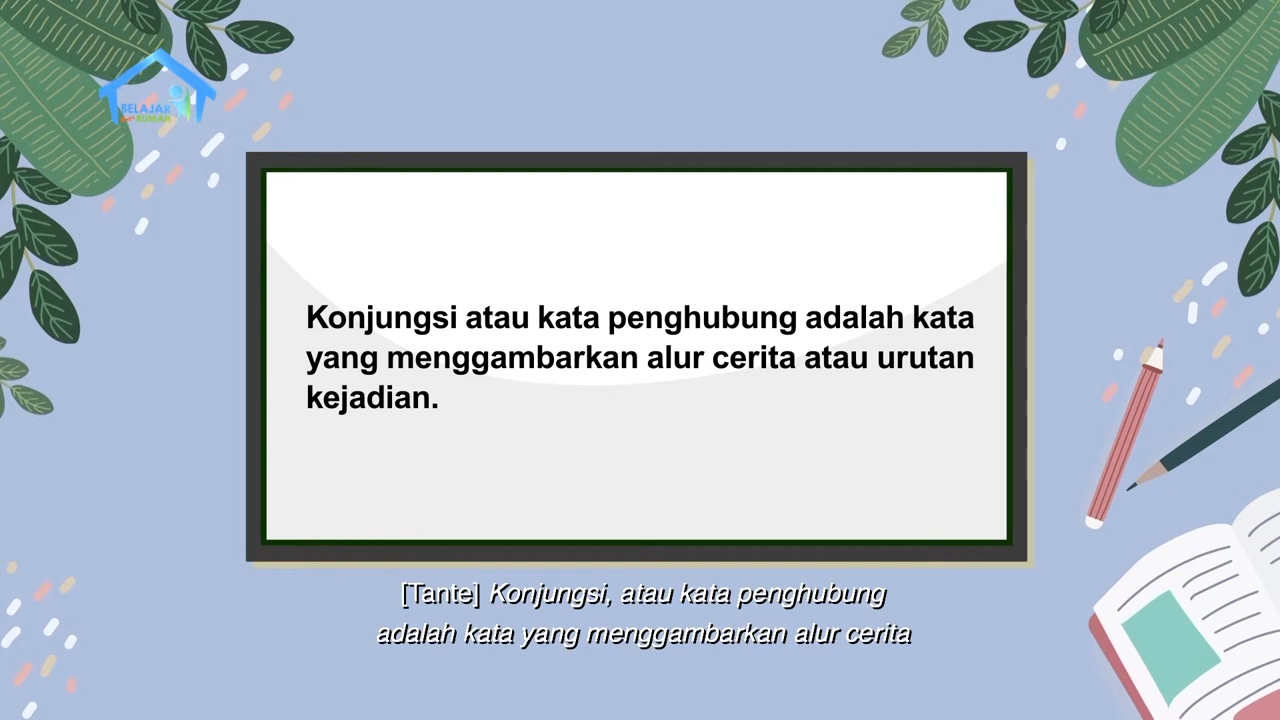 BELAJAR
RUMAH
Konjungsi atau kata penghubung adalah kata
yang menggambarkan alur cerita atau urutan
kejadian.
[Tante] Konjungsi, atau kata penghubung
adalah kata yang menggambarkan alur cerita